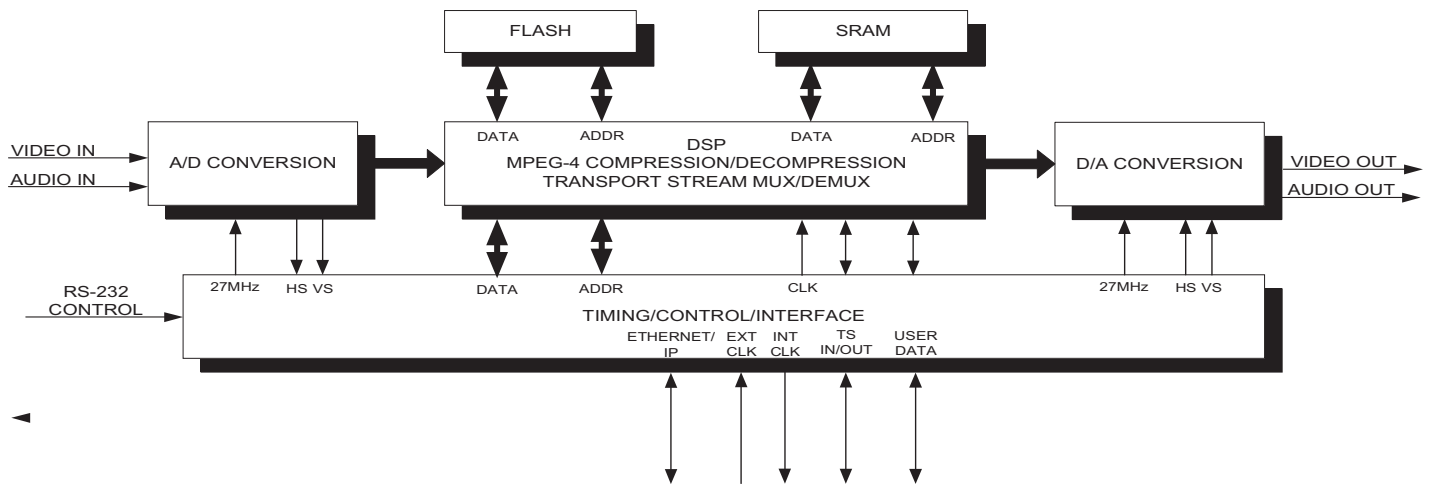 FLASH
SRAM
DATA
ADDR
DATA
ADDR
VIDEO IN
AUDIO IN
A/D CONVERSION
DSP
MPEG-4 COMPRESSION/DECOMPRESSION
TRANSPORT STREAM MUX/DEMUX
D/A CONVERSION
VIDEO OUT
AUDIO OUT
27MHz
HS VS
DATA
ADDR
CLK
27MHz
HS VS
RS-232
CONTROL
TIMING/CONTROL/INTERFACE
ETHERNET/
IP
EXT
CLK
INT
CLK
TS
IN/OUT
USER
DATA